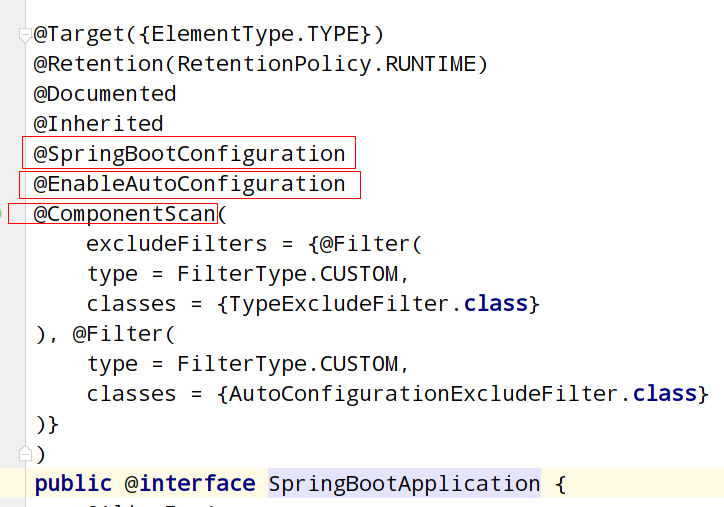 @Target({ElementType.TYPE})
@Retention(RetentionPolicy.RUNTIME)
@Documented
@Inherited
@SpringBootConfiguration
@EnableAutoConfiguration
@ComponentScan(
    excludeFilters = {@Filter(
    type = FilterType.CUSTOM,
    classes = {TypeExcludeFilter.class}
), @Filter(
    type = FilterType.CUSTOM,
    classes = {AutoConfigurationExcludeFilter.class}
)}
)
public @interface SpringBootApplication {